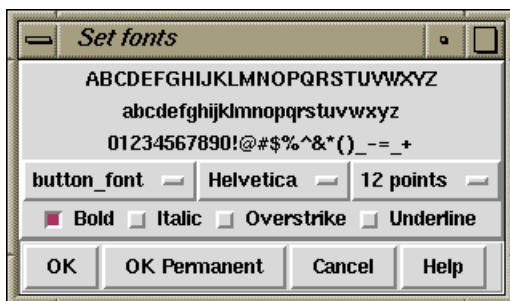 Set fonts
ABCDEFGHIJKLMNOPQRSTUVWXYZ
abcdefghijklmnopqrstuvwxyz
01234567890!@#$%^&*()_-=_+
button_font Helvetica 12 points
Bold Italic Overstrike Underline
OK OK Permanent Cancel Help